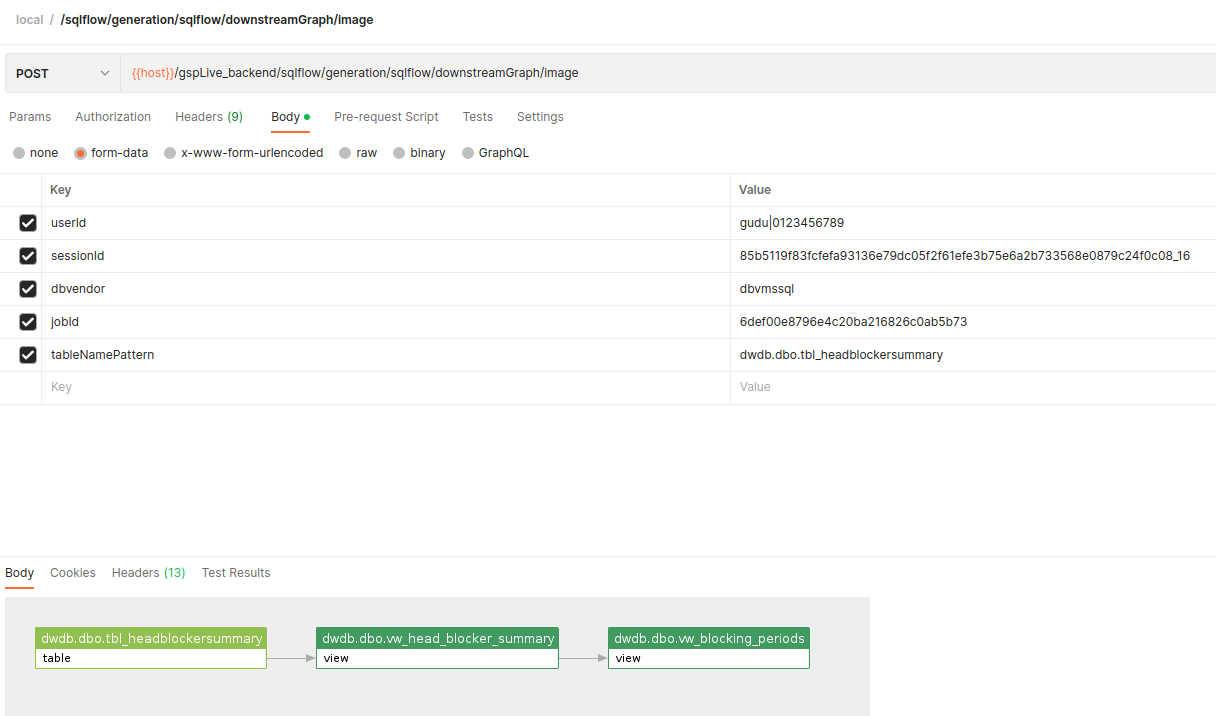 local / /sqlflow/generation/sqlflow/downstreamGraph/image
POST {{host}}/gspLive_backend/sqlflow/generation/sqlflow/downstreamGraph/image
Params Authorization Headers (9) Body Pre-request Script Tests Settings
none form-data x-www-form-urlencoded raw binary GraphQL
Key Value
userId gudu|0123456789
sessionId 85b5119f83fcfefa93136e79dc05f2f61efe3b75e6a2b733568e0879c24f0c08_16
dbvendor dbvmssql
jobId 6def00e8796e4c20ba216826c0ab5b73
tableNamePattern dwdb.dbo.tbl_headblockersummary
Key Value
Body Cookies Headers (13) Test Results
dwdb.dbo.tbl_headblockersummary dwdb.dbo.vw_head_blocker_summary dwdb.dbo.vw_blocking_periods
table view view